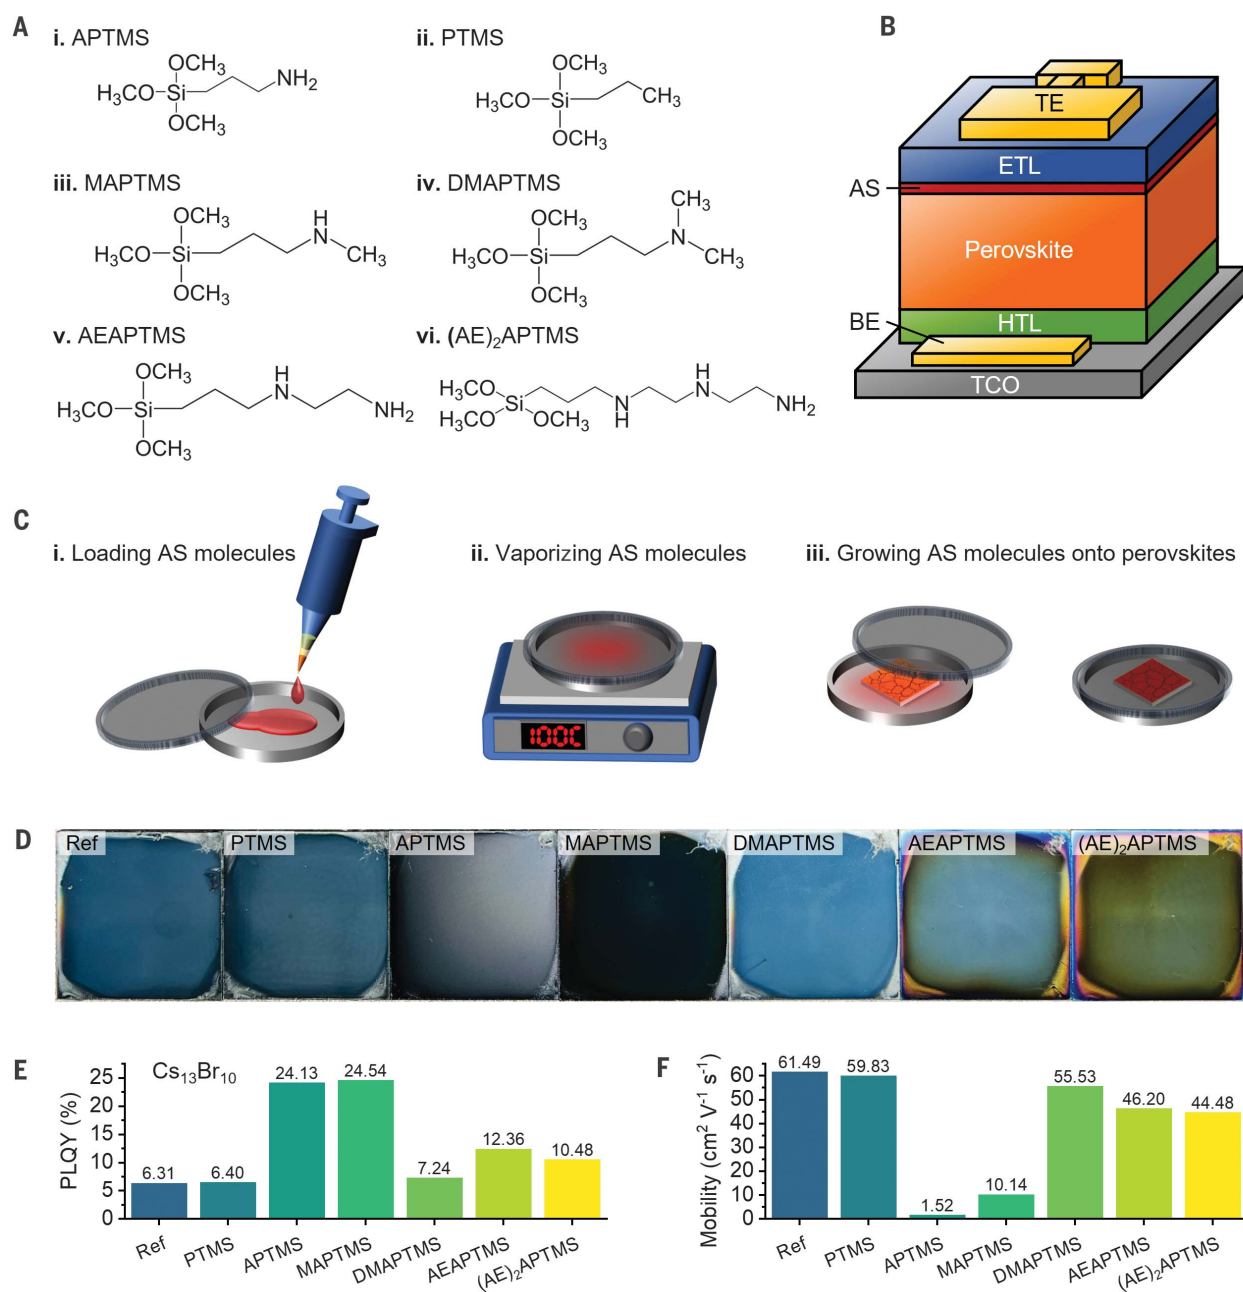 A
i. APTMS
OCH₃
H₃CO Si NH₂
OCH₃
ii. PTMS
OCH₃
H₃CO Si CH₃
OCH₃
iii. MAPTMS
OCH₃ H
H₃CO Si N CH₃
OCH₃
iv. DMAPTMS
CH₃
OCH₃
H₃CO Si N CH₃
OCH₃
v. AEAPTMS
OCH₃ H
H₃CO Si N NH₂
OCH₃
vi. (AE)₂APTMS
H₃CO H
Si N
H₃CO OCH₃ N NH₂
H
B
TE
ETL
AS
Perovskite
BE
HTL
TCO
C
i. Loading AS molecules
ii. Vaporizing AS molecules
iii. Growing AS molecules onto perovskites
100C
D
Ref PTMS APTMS MAPTMS DMAPTMS AEAPTMS (AE)₂APTMS
E
Cs₁₃Br₁₀
PLQY (%)
25
20
15
10
5
0
6.31 6.40 24.13 24.54 7.24 12.36 10.48
Ref PTMS APTMS MAPTMS DMAPTMS AEAPTMS (AE)₂APTMS
F
Mobility (cm² V⁻¹ s⁻¹)
60
50
40
30
20
10
0
61.49 59.83 1.52 10.14 55.53 46.20 44.48
Ref PTMS APTMS MAPTMS DMAPTMS AEAPTMS (AE)₂APTMS